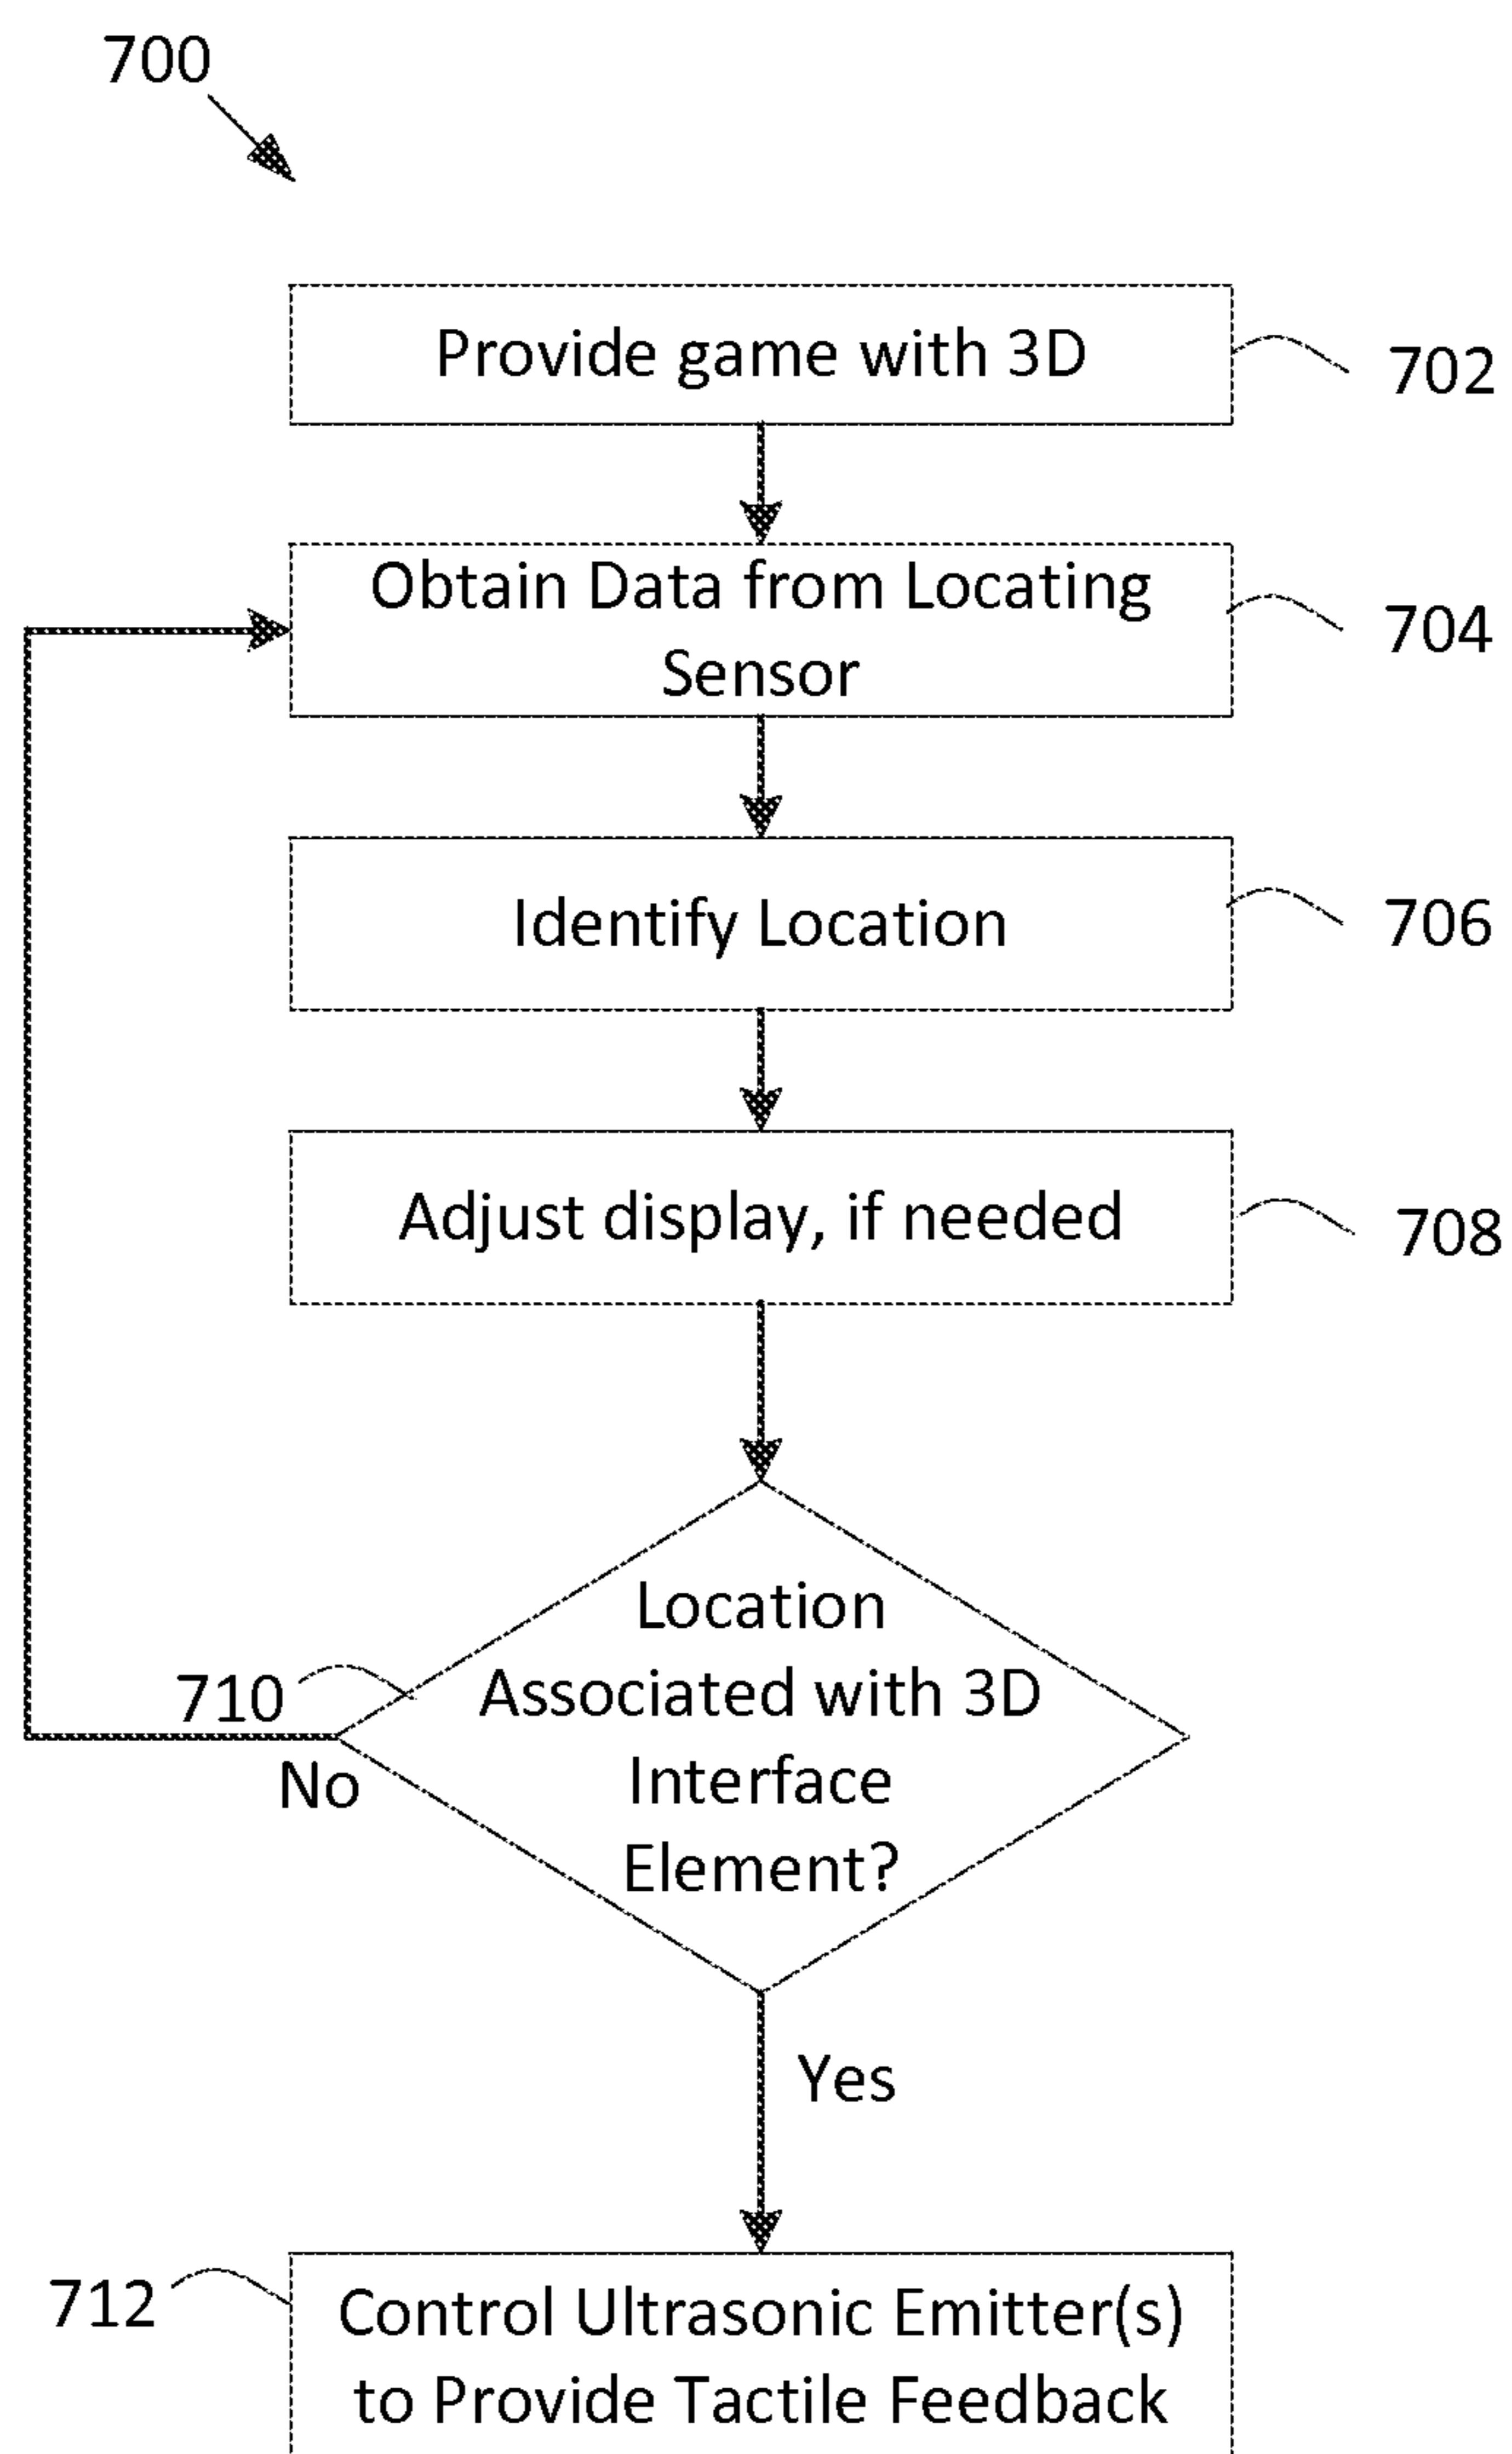 700
Provide game with 3D
702
Obtain Data from Locating
Sensor
704
Identify Location
706
Adjust display, if needed
708
Location
Associated with 3D
Interface
Element?
710
No
Yes
712
Control Ultrasonic Emitter(s)
to Provide Tactile Feedback